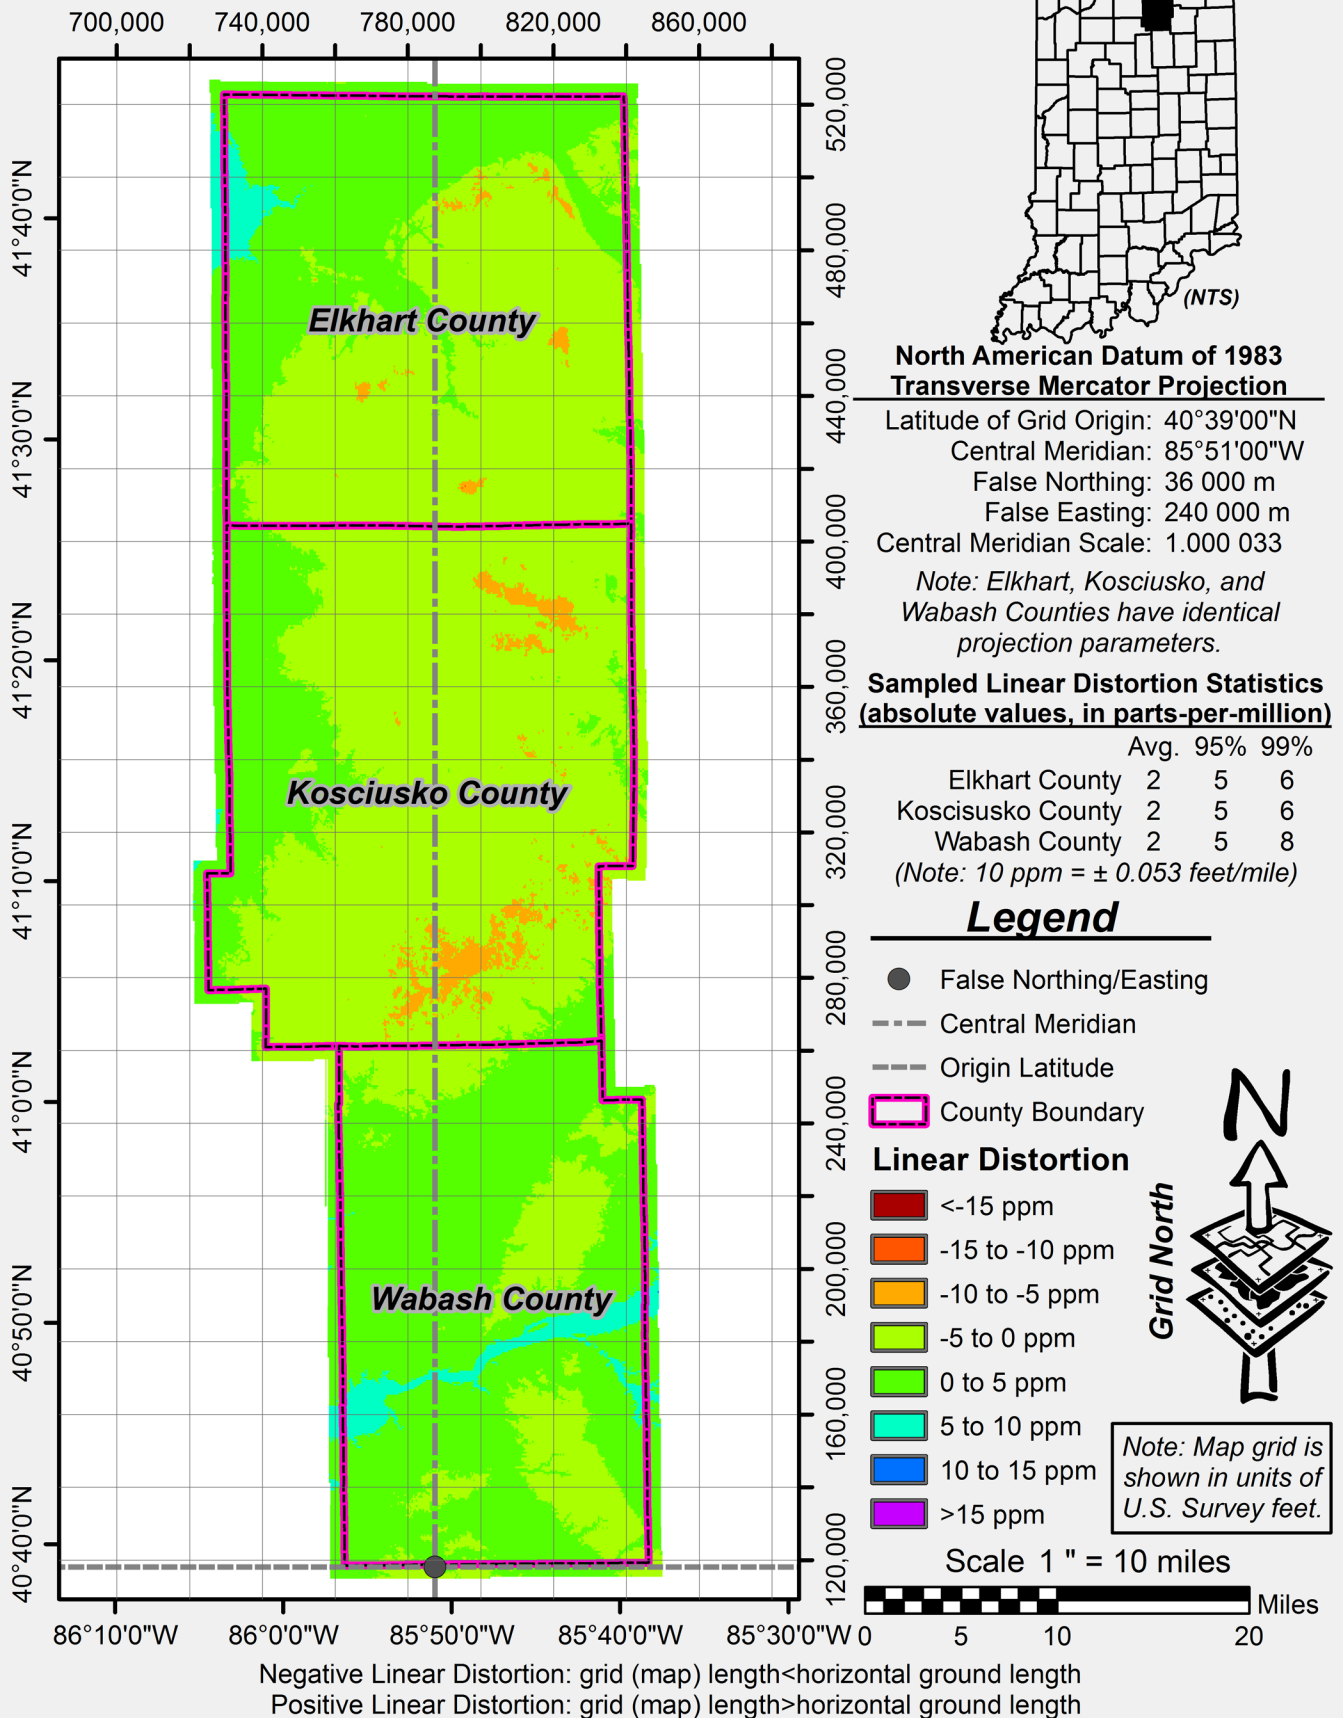 700,000 740,000 780,000 820,000 860,000
520,000
480,000
440,000
400,000
360,000
320,000
280,000
240,000
200,000
160,000
120,000
41°40'0"N
41°30'0"N
41°20'0"N
41°10'0"N
41°0'0"N
40°50'0"N
40°40'0"N
Elkhart County
Kosciusko County
Wabash County
86°10'0"W 86°0'0"W 85°50'0"W 85°40'0"W 85°30'0"W
(NTS)
North American Datum of 1983
Transverse Mercator Projection
Latitude of Grid Origin: 40°39'00"N
Central Meridian: 85°51'00"W
False Northing: 36 000 m
False Easting: 240 000 m
Central Meridian Scale: 1.000 033
Note: Elkhart, Kosciusko, and
Wabash Counties have identical
projection parameters.
Sampled Linear Distortion Statistics
(absolute values, in parts-per-million)
Avg. 95% 99%
Elkhart County 2 5 6
Koscisusko County 2 5 6
Wabash County 2 5 8
(Note: 10 ppm = ± 0.053 feet/mile)
Legend
False Northing/Easting
Central Meridian
Origin Latitude
County Boundary
Linear Distortion
<-15 ppm
-15 to -10 ppm
-10 to -5 ppm
-5 to 0 ppm
0 to 5 ppm
5 to 10 ppm
10 to 15 ppm
>15 ppm
N
Grid North
Note: Map grid is
shown in units of
U.S. Survey feet.
Scale 1 " = 10 miles
Miles
0 5 10 20
Negative Linear Distortion: grid (map) length<horizontal ground length
Positive Linear Distortion: grid (map) length>horizontal ground length